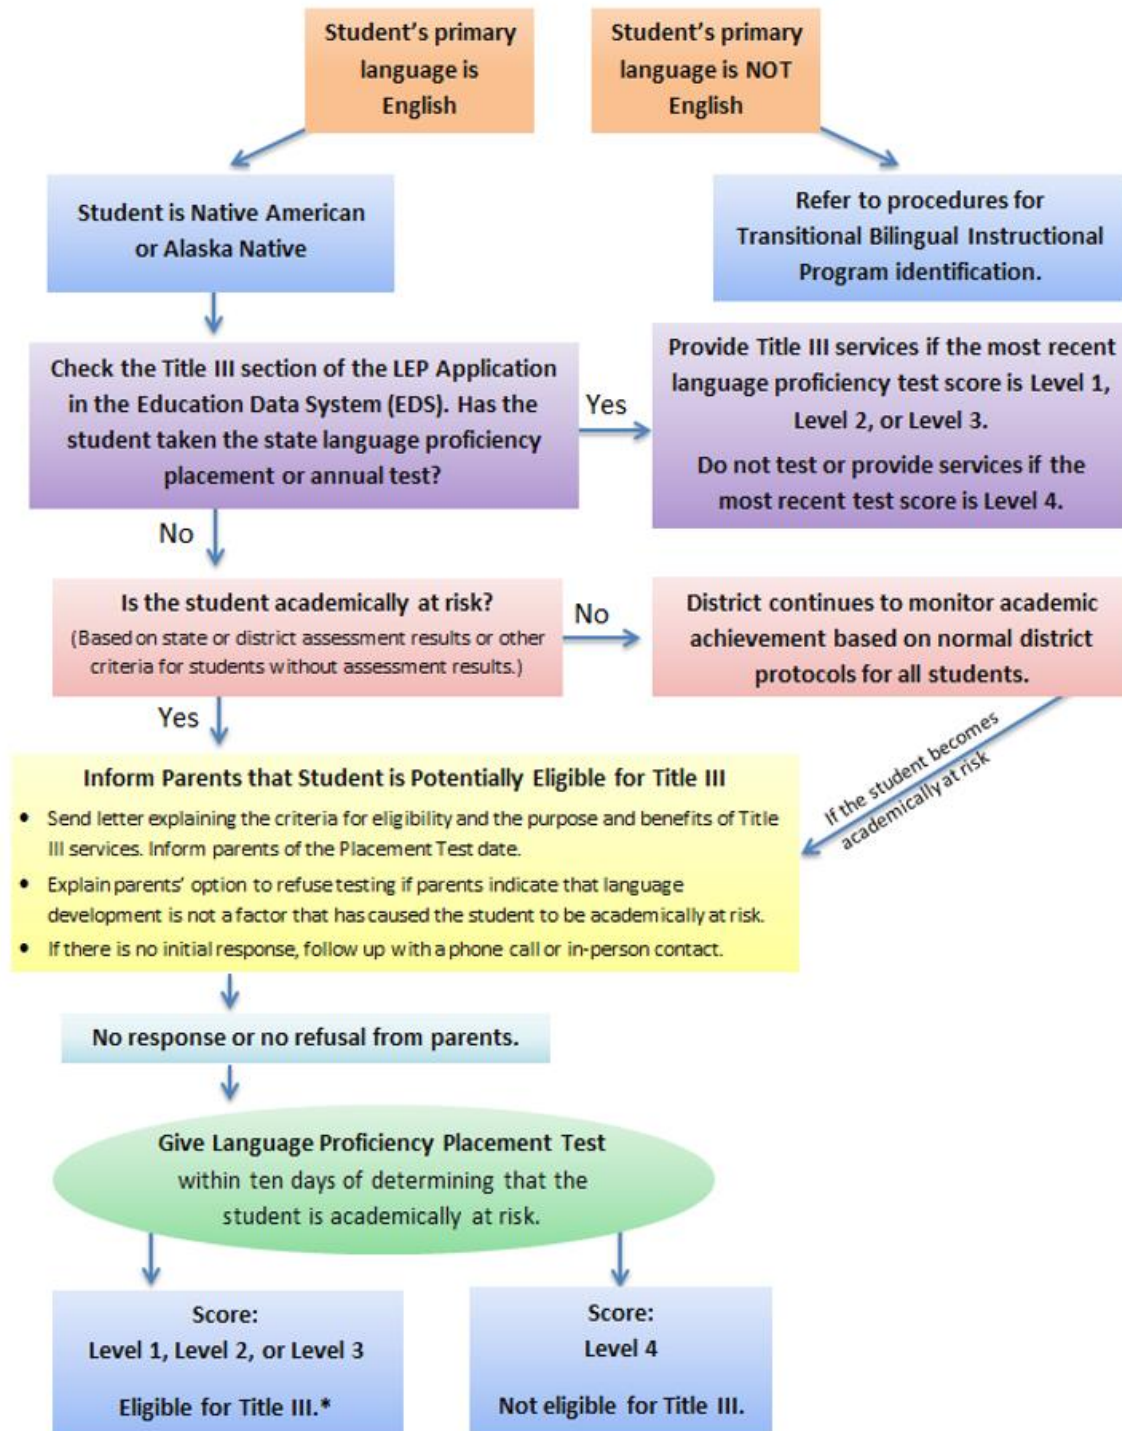 Student’s primary
language is
English
Student’s primary
language is NOT
English
Student is Native American
or Alaska Native
Refer to procedures for
Transitional Bilingual Instructional
Program identification.
Check the Title III section of the LEP Application
in the Education Data System (EDS). Has the
student taken the state language proficiency
placement or annual test?
Yes
Provide Title III services if the most recent
language proficiency test score is Level 1,
Level 2, or Level 3.
Do not test or provide services if the
most recent test score is Level 4.
No
Is the student academically at risk?
(Based on state or district assessment results or other
criteria for students without assessment results.)
No
District continues to monitor academic
achievement based on normal district
protocols for all students.
Yes
If the student becomes
academically at risk
Inform Parents that Student is Potentially Eligible for Title III
• Send letter explaining the criteria for eligibility and the purpose and benefits of Title
III services. Inform parents of the Placement Test date.
• Explain parents’ option to refuse testing if parents indicate that language
development is not a factor that has caused the student to be academically at risk.
• If there is no initial response, follow up with a phone call or in-person contact.
No response or no refusal from parents.
Give Language Proficiency Placement Test
within ten days of determining that the
student is academically at risk.
Score:
Level 1, Level 2, or Level 3
Eligible for Title III.*
Score:
Level 4
Not eligible for Title III.